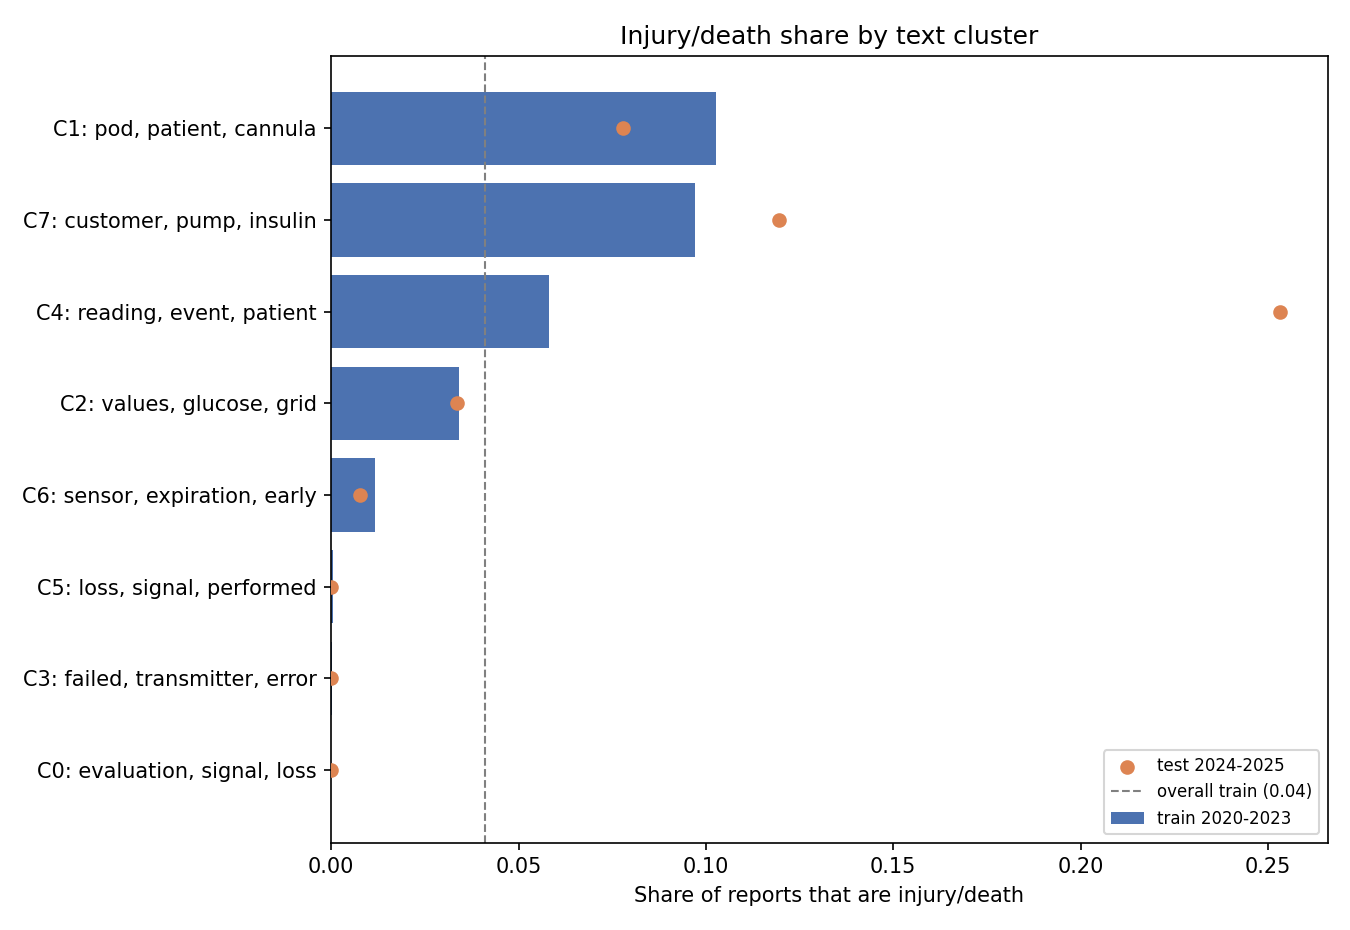 Injury/death share by text cluster
C1: pod, patient, cannula
C7: customer, pump, insulin
C4: reading, event, patient
C2: values, glucose, grid
C6: sensor, expiration, early
C5: loss, signal, performed
C3: failed, transmitter, error
C0: evaluation, signal, loss
test 2024-2025
overall train (0.04)
train 2020-2023
0.00 0.05 0.10 0.15 0.20 0.25
Share of reports that are injury/death